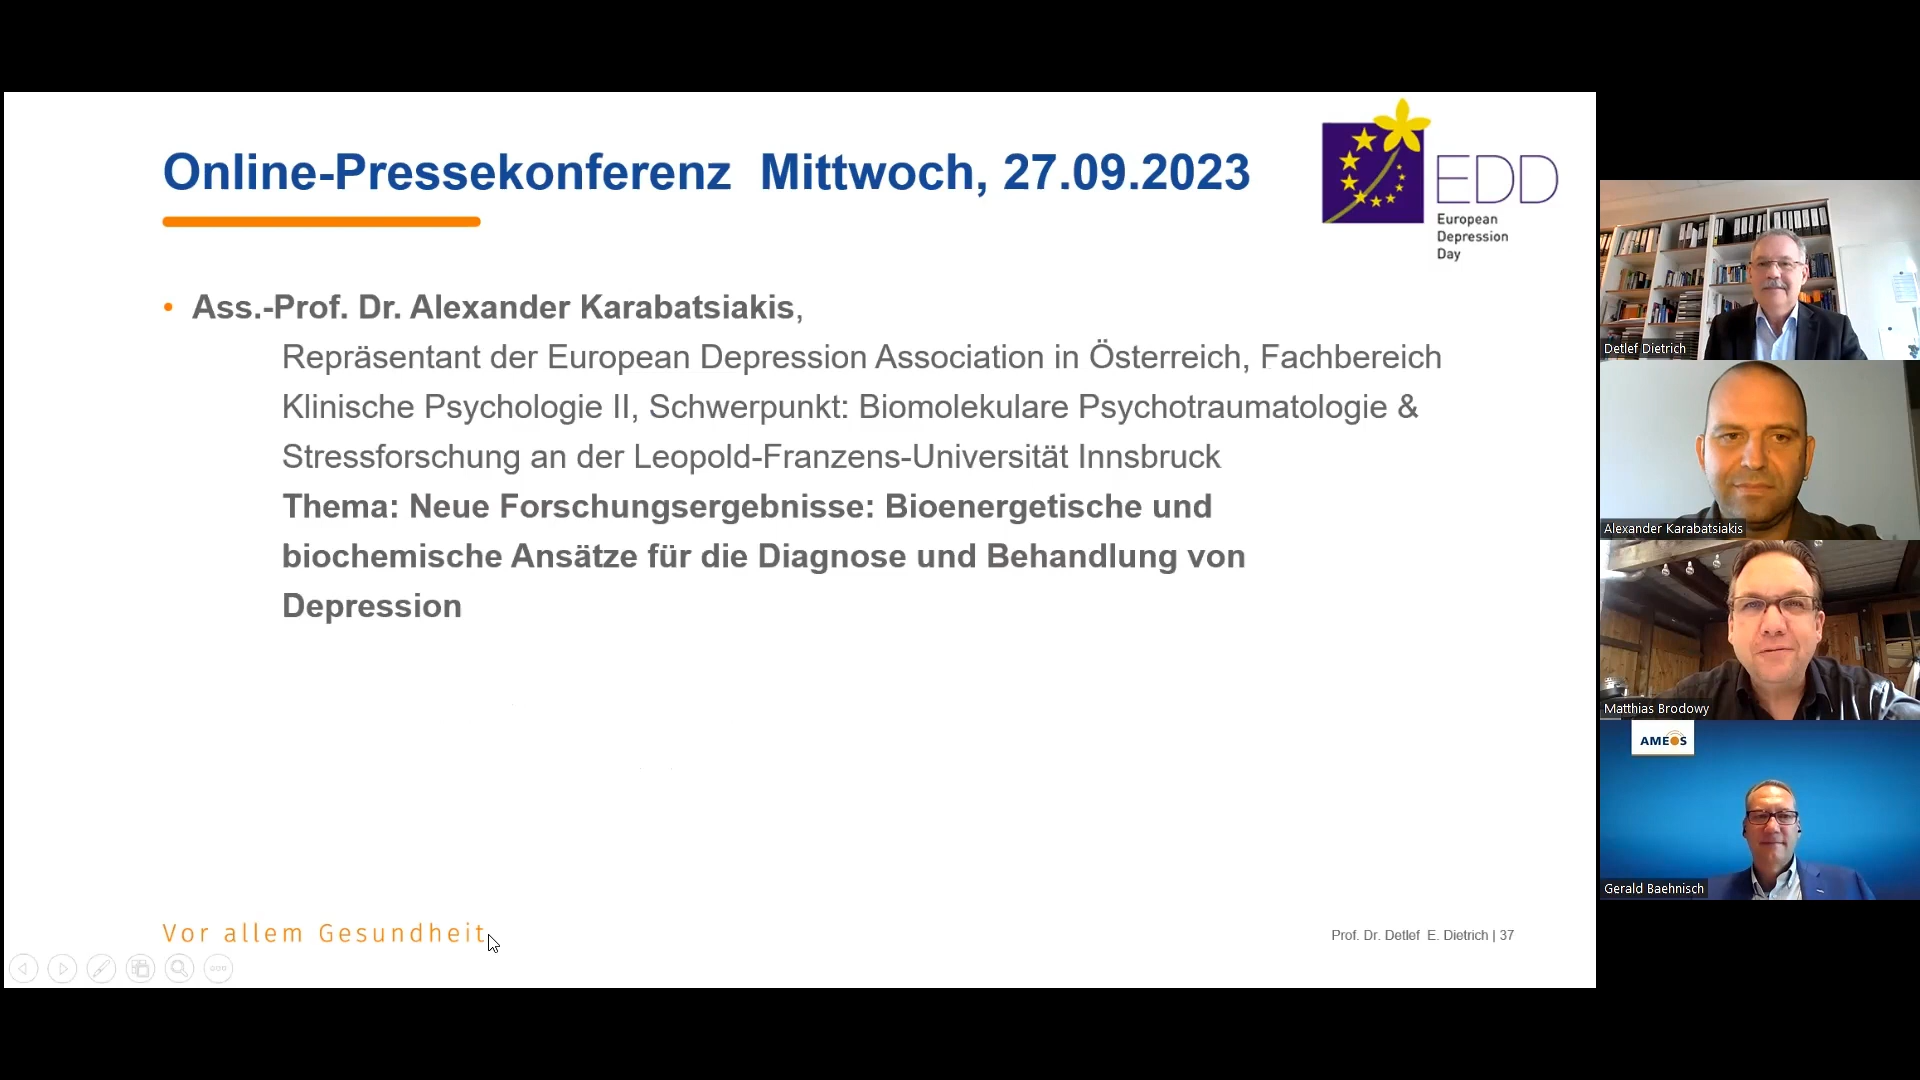 Online-Pressekonferenz  Mittwoch, 27.09.2023
EDD
European
Depression
Day
• Ass.-Prof. Dr. Alexander Karabatsiakis,
Repräsentant der European Depression Association in Österreich, Fachbereich
Klinische Psychologie II, Schwerpunkt: Biomolekulare Psychotraumatologie &
Stressforschung an der Leopold-Franzens-Universität Innsbruck
Thema: Neue Forschungsergebnisse: Bioenergetische und
biochemische Ansätze für die Diagnose und Behandlung von
Depression
Vor allem Gesundheit.
Prof. Dr. Detlef  E. Dietrich | 37
Detlef Dietrich
Alexander Karabatsiakis
Matthias Brodowy
AMEOS
Gerald Baehnisch